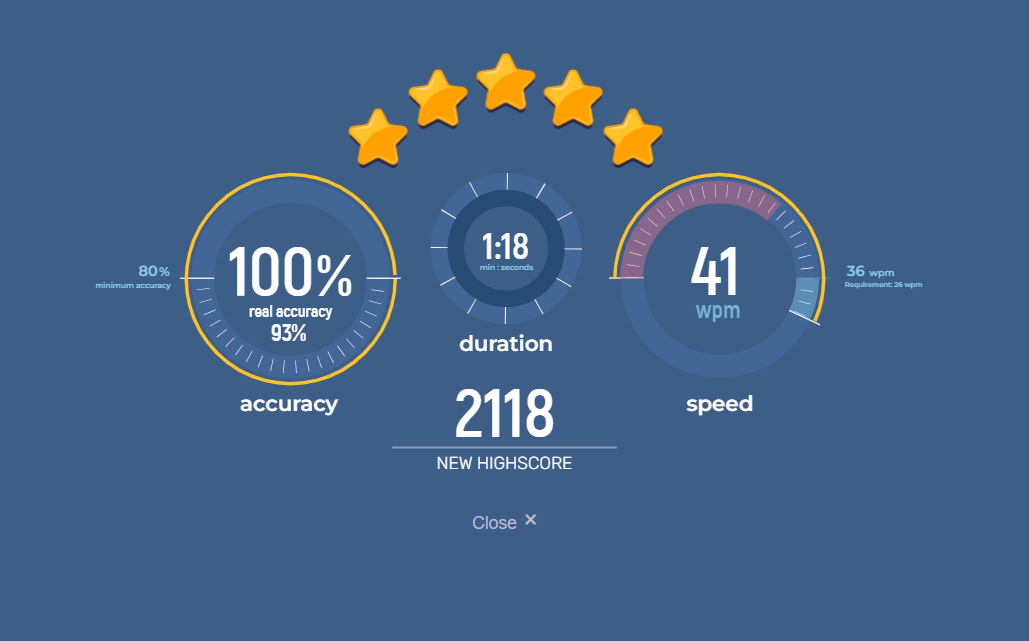 100%
real accuracy
93%
80%
minimum accuracy
accuracy
1:18
min : seconds
duration
41
wpm
36 wpm
Requirement: 26 wpm
speed
2118
NEW HIGHSCORE
Close ×